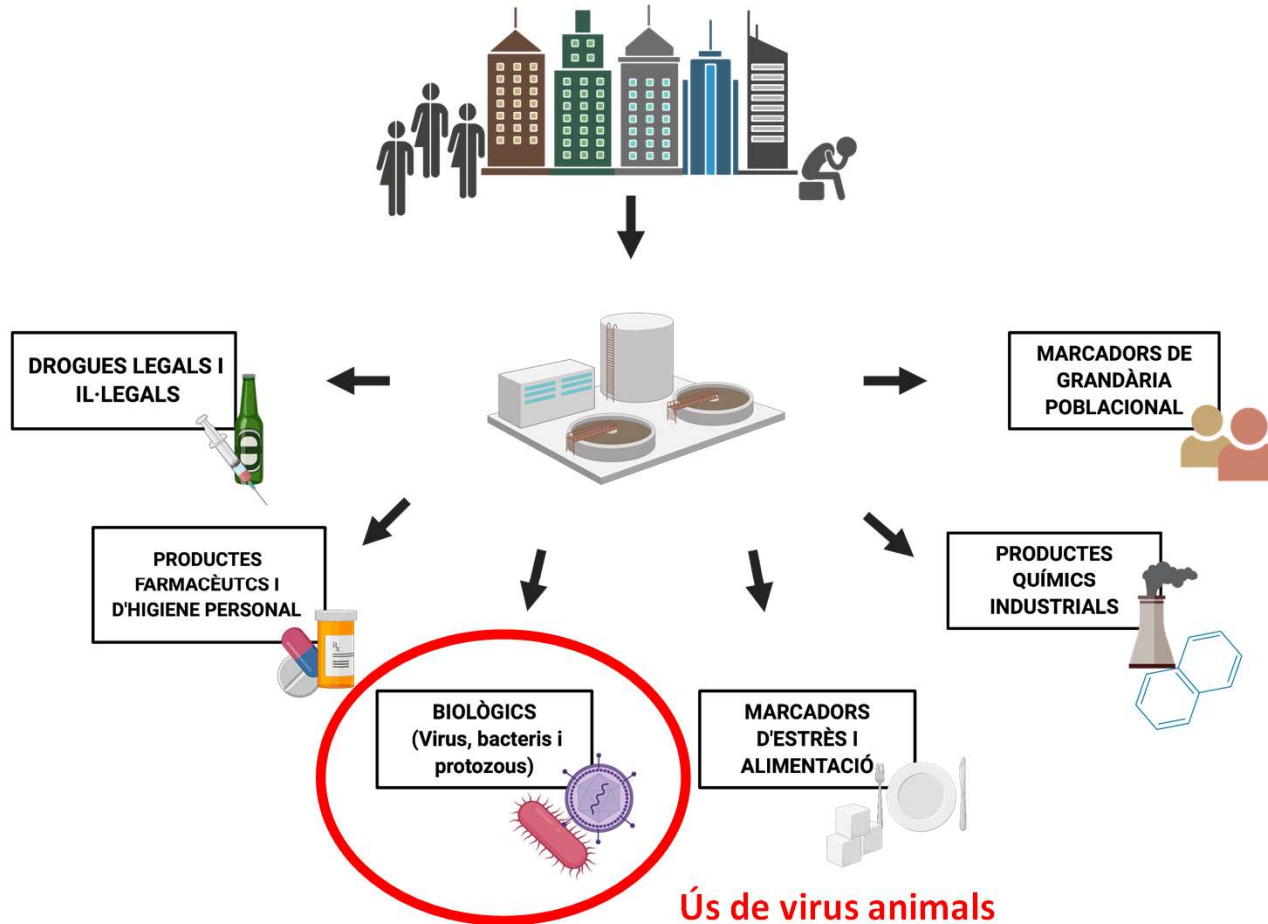 DROGUES LEGALS I
IL·LEGALS
MARCADORS DE
GRANDÀRIA
POBLACIONAL
PRODUCTES
FARMACÈUTCS I
D'HIGIENE PERSONAL
PRODUCTES
QUÍMICS
INDUSTRIALS
Rx
BIOLÒGICS
(Virus, bacteris i
protozous)
MARCADORS
D'ESTRÈS I
ALIMENTACIÓ
Ús de virus animals